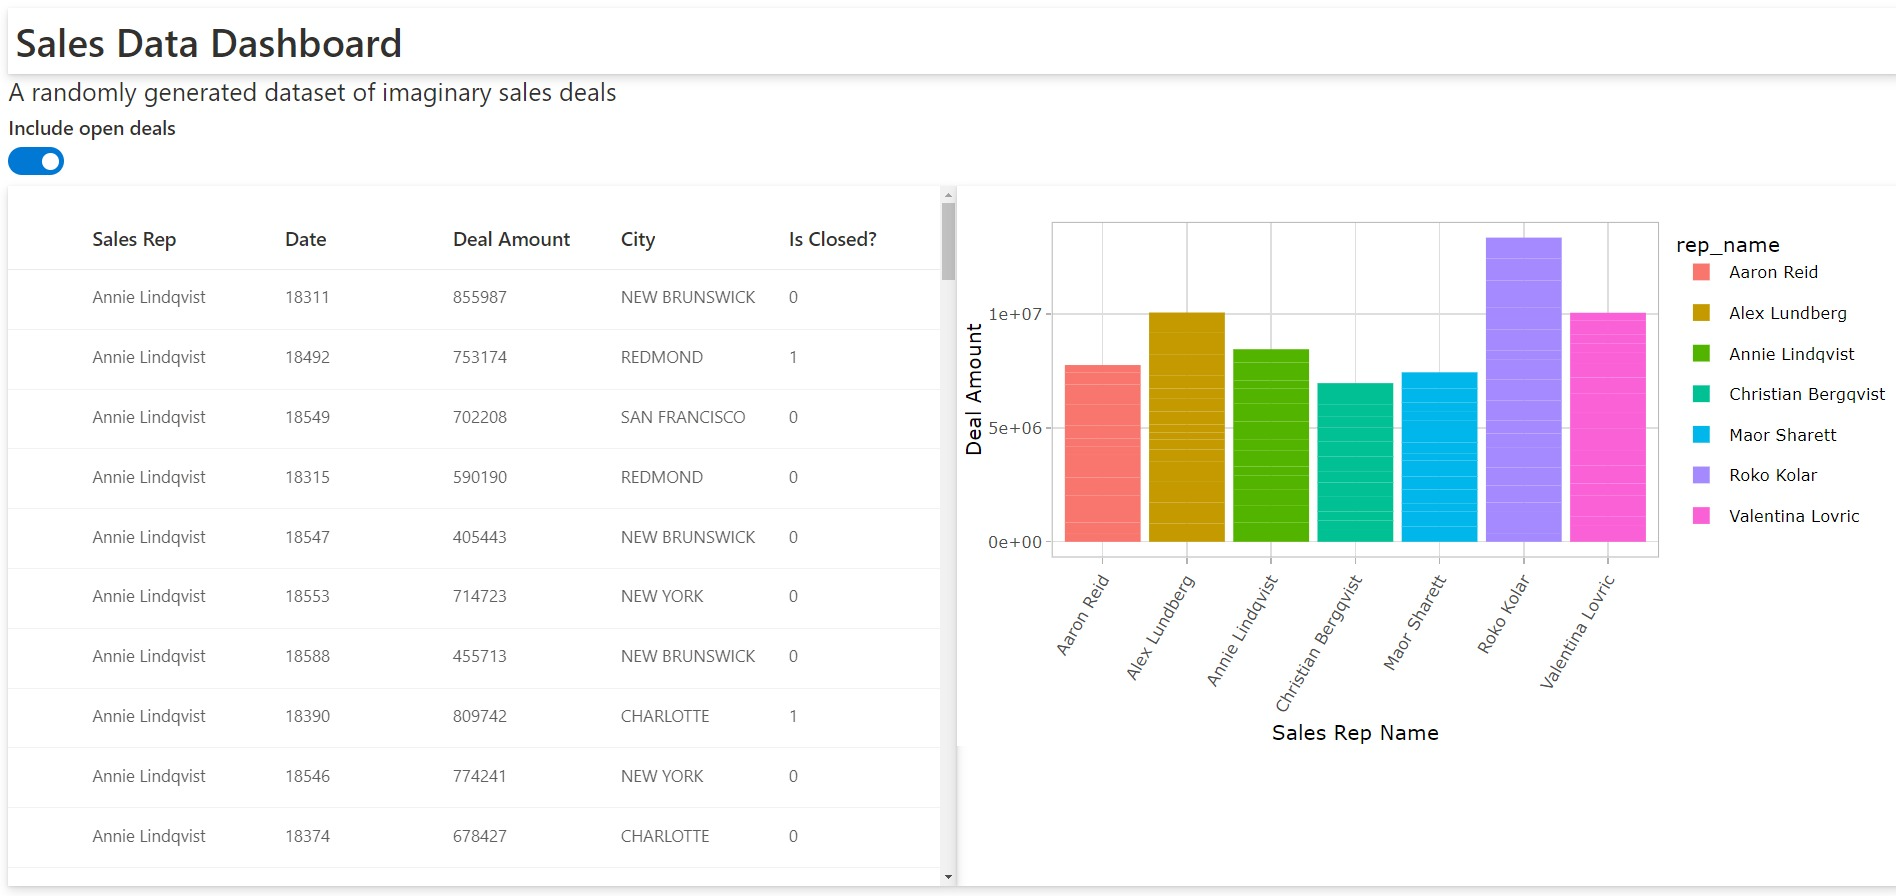 Sales Data Dashboard
A randomly generated dataset of imaginary sales deals
Include open deals
Sales Rep Date Deal Amount City Is Closed?
Annie Lindqvist 18311 855987 NEW BRUNSWICK 0
Annie Lindqvist 18492 753174 REDMOND 1
Annie Lindqvist 18549 702208 SAN FRANCISCO 0
Annie Lindqvist 18315 590190 REDMOND 0
Annie Lindqvist 18547 405443 NEW BRUNSWICK 0
Annie Lindqvist 18553 714723 NEW YORK 0
Annie Lindqvist 18588 455713 NEW BRUNSWICK 0
Annie Lindqvist 18390 809742 CHARLOTTE 1
Annie Lindqvist 18546 774241 NEW YORK 0
Annie Lindqvist 18374 678427 CHARLOTTE 0
Deal Amount
1e+07
5e+06
0e+00
Aaron Reid
Alex Lundberg
Annie Lindqvist
Christian Bergqvist
Maor Sharett
Roko Kolar
Valentina Lovric
Sales Rep Name
rep_name
Aaron Reid
Alex Lundberg
Annie Lindqvist
Christian Bergqvist
Maor Sharett
Roko Kolar
Valentina Lovric